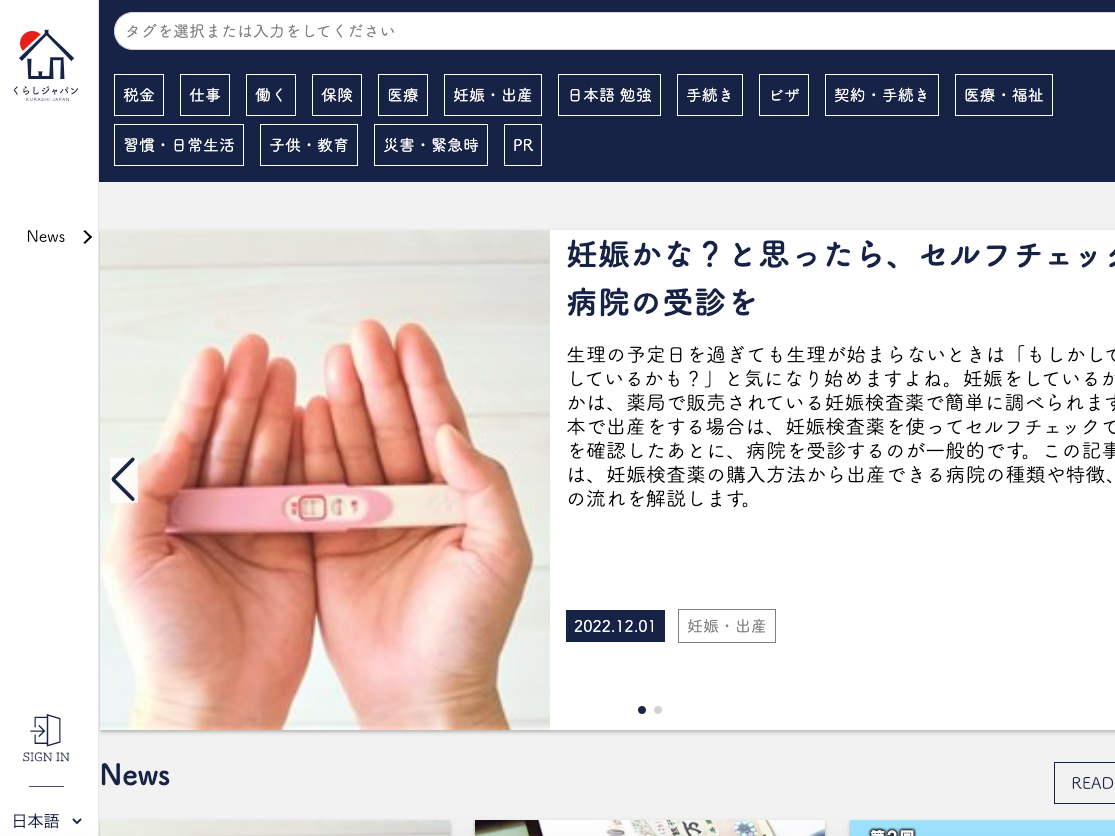 タグを選択または入力をしてください
くらしジャパン
KURASHI JAPAN
税金 仕事 働く 保険 医療 妊娠・出産 日本語 勉強 手続き ビザ 契約・手続き 医療・福祉
習慣・日常生活 子供・教育 災害・緊急時 PR
News
妊娠かな？と思ったら、セルフチェック
病院の受診を
生理の予定日を過ぎても生理が始まらないときは「もしかして
しているかも？」と気になり始めますよね。妊娠をしているか
かは、薬局で販売されている妊娠検査薬で簡単に調べられます
本で出産をする場合は、妊娠検査薬を使ってセルフチェックで
を確認したあとに、病院を受診するのが一般的です。この記事
は、妊娠検査薬の購入方法から出産できる病院の種類や特徴、
の流れを解説します。
2022.12.01 妊娠・出産
SIGN IN
News
READ
日本語
第2回